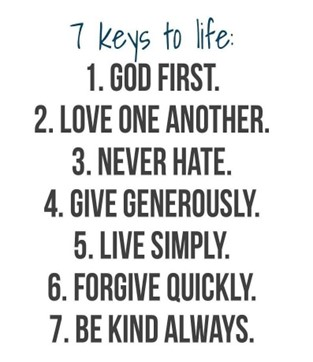 7 keys to life:
1. GOD FIRST.
2. LOVE ONE ANOTHER.
3. NEVER HATE.
4. GIVE GENEROUSLY.
5. LIVE SIMPLY.
6. FORGIVE QUICKLY.
7. BE KIND ALWAYS.